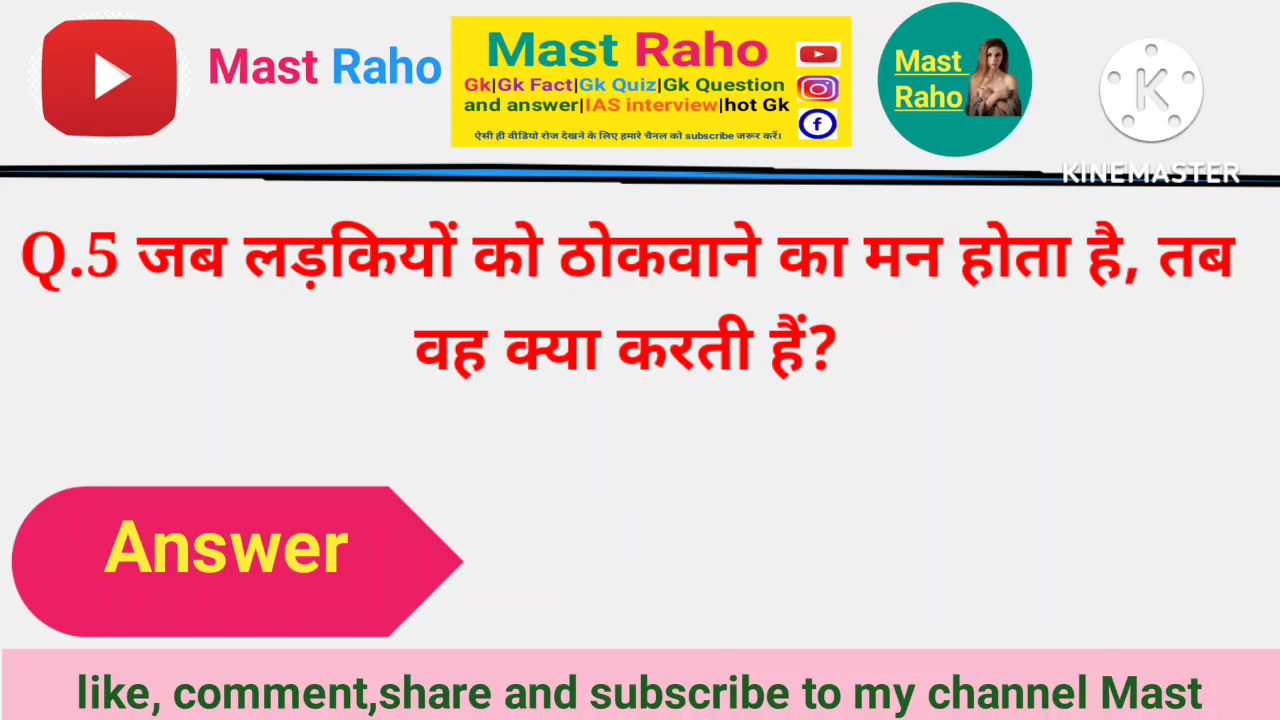 Mast Raho
Mast Raho
Gk|Gk Fact|Gk Quiz|Gk Question
and answer|IAS interview|hot Gk
ऐसी ही वीडियो रोज देखने के लिए हमारे चैनल को subscribe जरूर करें।
f
Mast
Raho
K
KINEMASTER
Q.5 जब लड़कियों को ठोकवाने का मन होता है, तब
वह क्या करती हैं?
Answer
like, comment,share and subscribe to my channel Mast